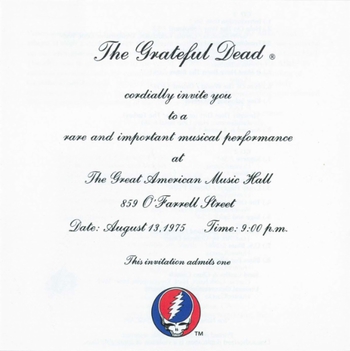 The Grateful Dead ®
cordially invite you
to a
rare and important musical performance
at
The Great American Music Hall
859 O'Farrell Street
Date: August 13, 1975 Time: 9:00 p.m.
This invitation admits one
TM